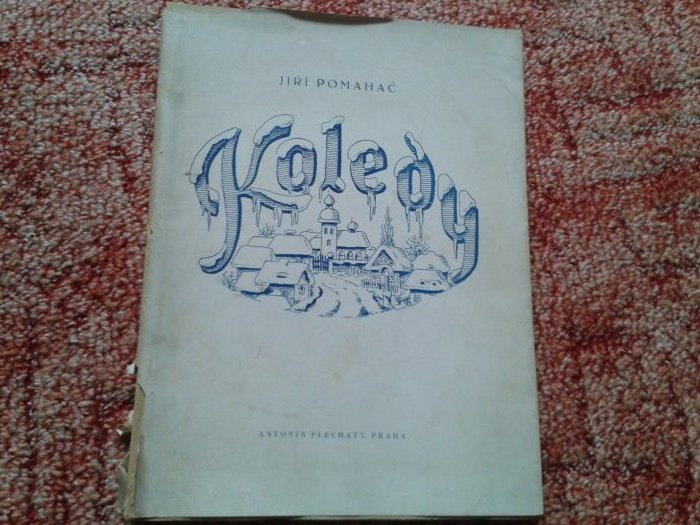 JIŘÍ POMAHAČ
Koledy
ANTONÍN PLECHATÝ, PRAHA